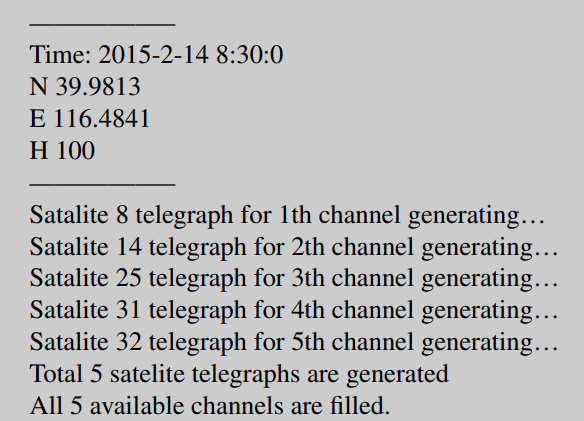 Time: 2015-2-14 8:30:0
N 39.9813
E 116.4841
H 100
Satalite 8 telegraph for 1th channel generating…
Satalite 14 telegraph for 2th channel generating…
Satalite 25 telegraph for 3th channel generating…
Satalite 31 telegraph for 4th channel generating…
Satalite 32 telegraph for 5th channel generating…
Total 5 satelite telegraphs are generated
All 5 available channels are filled.